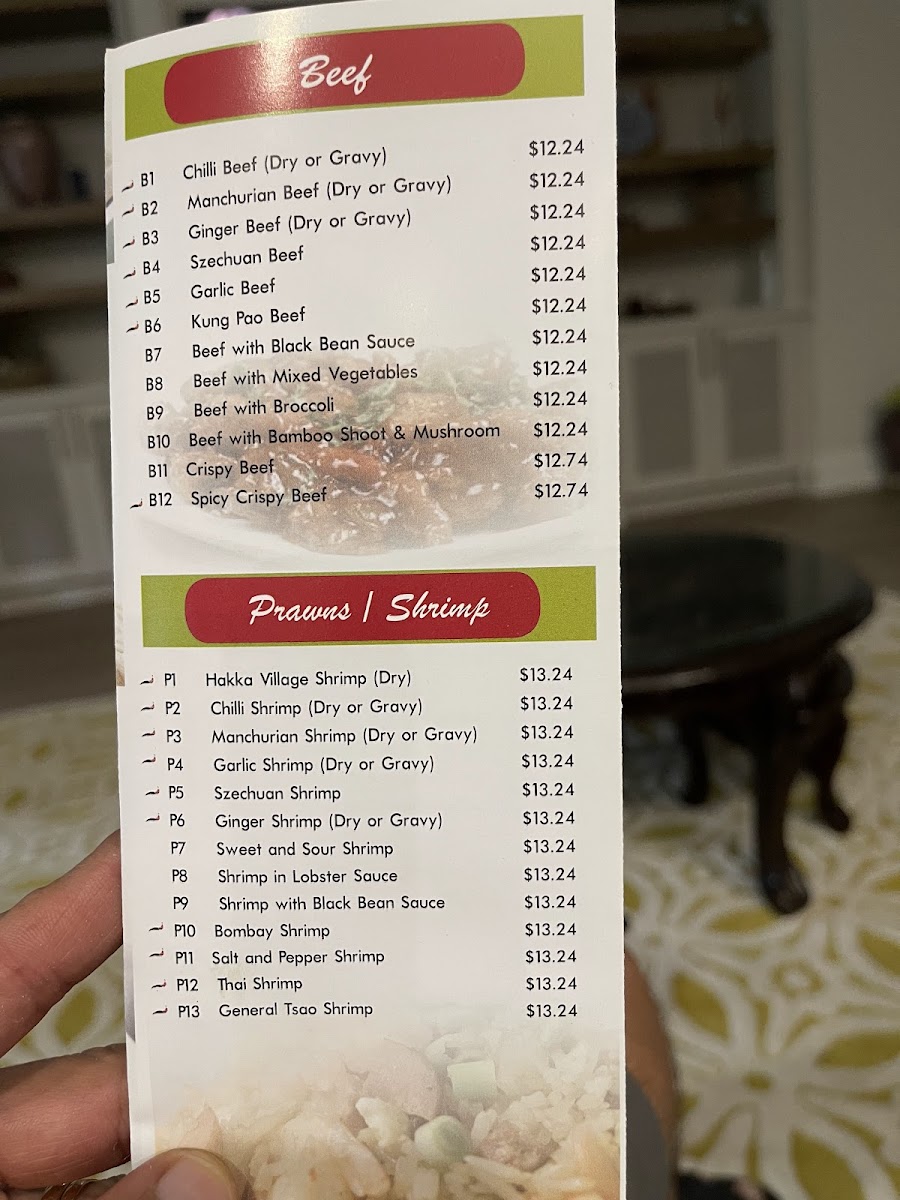 Beef
B1 Chilli Beef (Dry or Gravy) $12.24
B2 Manchurian Beef (Dry or Gravy) $12.24
B3 Ginger Beef (Dry or Gravy) $12.24
B4 Szechuan Beef $12.24
B5 Garlic Beef $12.24
B6 Kung Pao Beef $12.24
B7 Beef with Black Bean Sauce $12.24
B8 Beef with Mixed Vegetables $12.24
B9 Beef with Broccoli $12.24
B10 Beef with Bamboo Shoot & Mushroom $12.24
B11 Crispy Beef $12.74
B12 Spicy Crispy Beef $12.74
Prawns | Shrimp
P1 Hakka Village Shrimp (Dry) $13.24
P2 Chilli Shrimp (Dry or Gravy) $13.24
P3 Manchurian Shrimp (Dry or Gravy) $13.24
P4 Garlic Shrimp (Dry or Gravy) $13.24
P5 Szechuan Shrimp $13.24
P6 Ginger Shrimp (Dry or Gravy) $13.24
P7 Sweet and Sour Shrimp $13.24
P8 Shrimp in Lobster Sauce $13.24
P9 Shrimp with Black Bean Sauce $13.24
P10 Bombay Shrimp $13.24
P11 Salt and Pepper Shrimp $13.24
P12 Thai Shrimp $13.24
P13 General Tsao Shrimp $13.24